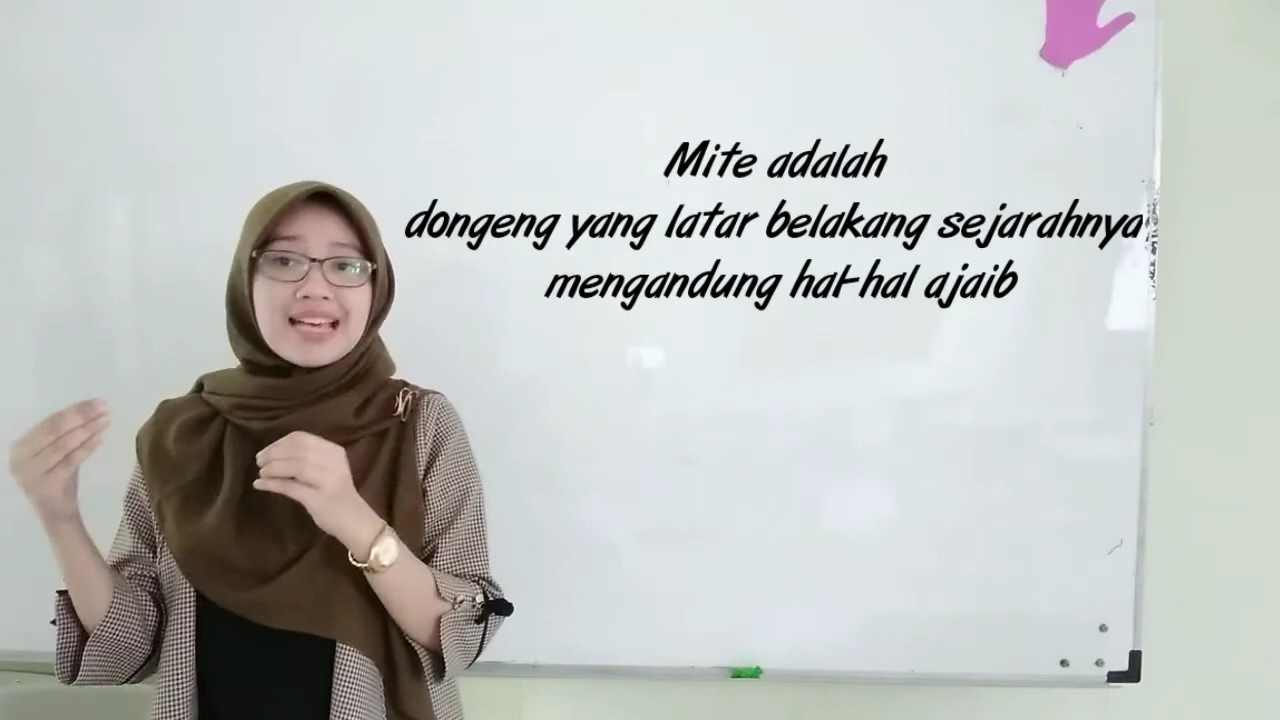 Mite adalah
dongeng yang latar belakang sejarahnya
mengandung hal-hal ajaib